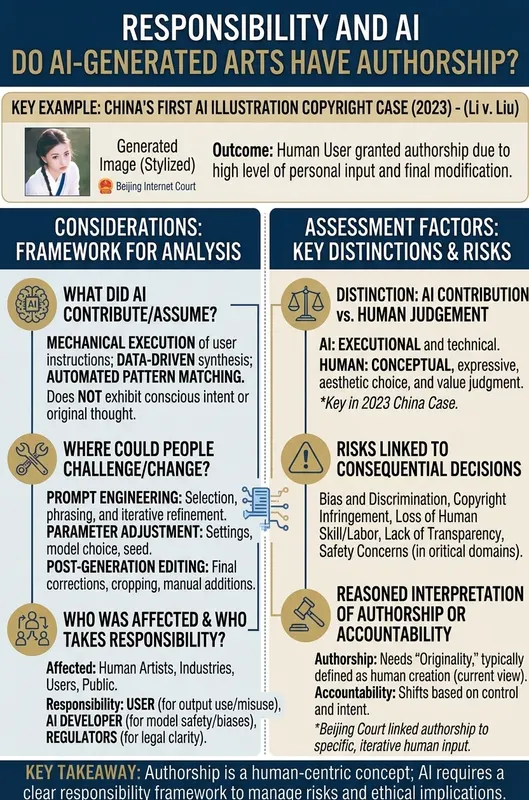 RESPONSIBILITY AND AI
DO AI-GENERATED ARTS HAVE AUTHORSHIP?
KEY EXAMPLE: CHINA'S FIRST AI ILLUSTRATION COPYRIGHT CASE (2023) - (Li v. Liu)
Generated
Image (Stylized)
Beijing Internet Court
Outcome: Human User granted authorship due to
high level of personal input and final modification.
CONSIDERATIONS:
FRAMEWORK FOR ANALYSIS
AI
WHAT DID AI
CONTRIBUTE/ASSUME?
MECHANICAL EXECUTION of user
instructions; DATA-DRIVEN synthesis;
AUTOMATED PATTERN MATCHING.
Does NOT exhibit conscious intent or
original thought.
WHERE COULD PEOPLE
CHALLENGE/CHANGE?
PROMPT ENGINEERING: Selection,
phrasing, and iterative refinement.
PARAMETER ADJUSTMENT: Settings,
model choice, seed.
POST-GENERATION EDITING: Final
corrections, cropping, manual additions.
WHO WAS AFFECTED & WHO
TAKES RESPONSIBILITY?
Affected: Human Artists, Industries,
Users, Public.
Responsibility: USER (for output use/misuse),
AI DEVELOPER (for model safety/biases),
REGULATORS (for legal clarity).
ASSESSMENT FACTORS:
KEY DISTINCTIONS & RISKS
DISTINCTION: AI CONTRIBUTION
vs. HUMAN JUDGEMENT
AI: EXECUTIONAL and technical.
HUMAN: CONCEPTUAL, expressive,
aesthetic choice, and value judgment.
*Key in 2023 China Case.
RISKS LINKED TO
CONSEQUENTIAL DECISIONS
Bias and Discrimination, Copyright
Infringement, Loss of Human
Skill/Labor, Lack of Transparency,
Safety Concerns (in oritical domains).
REASONED INTERPRETATION
OF AUTHORSHIP OR
ACCOUNTABILITY
Authorship: Needs "Originality," typically
defined as human creation (current view).
Accountability: Shifts based on control
and intent.
*Beijing Court linked authorship to
specific, iterative human input.
KEY TAKEAWAY: Authorship is a human-centric concept; AI requires a
clear responsibility framework to manage risks and ethical implications.